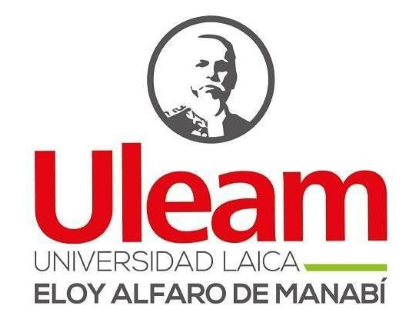 Uleam
UNIVERSIDAD LAICA
ELOY ALFARO DE MANABÍ